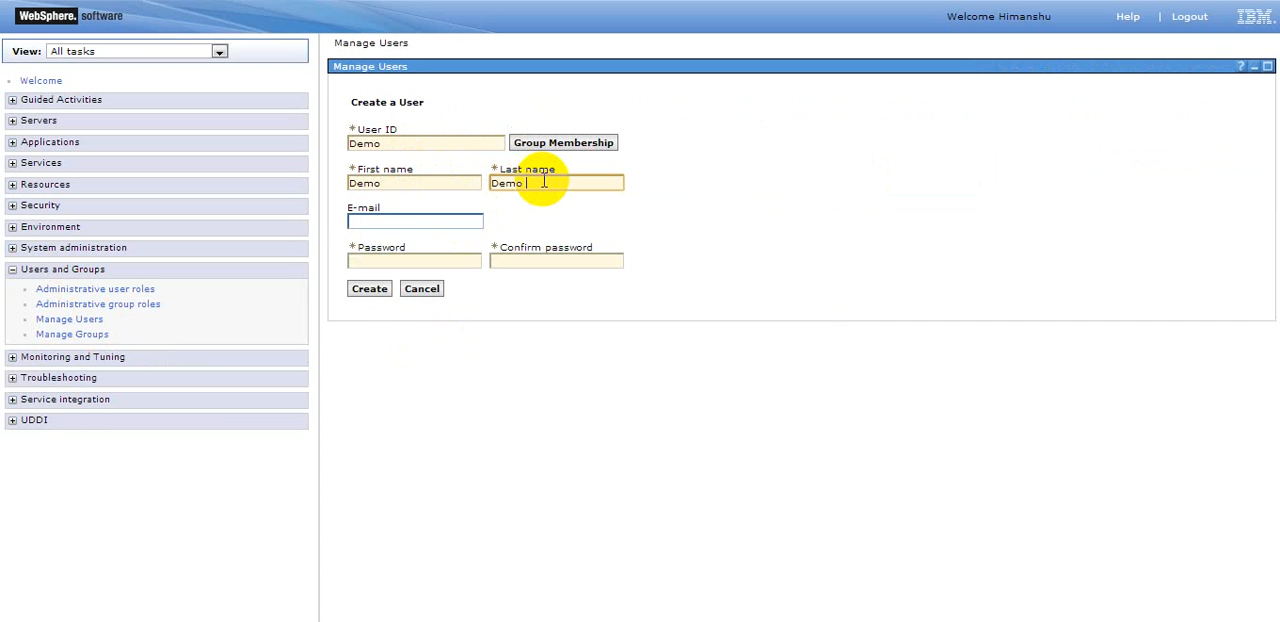 WebSphere. software Welcome Himanshu Help | Logout IBM.
View: All tasks
Manage Users
Manage Users ?
Welcome
Guided Activities
Servers
Applications
Services
Resources
Security
Environment
System administration
Users and Groups
Administrative user roles
Administrative group roles
Manage Users
Manage Groups
Monitoring and Tuning
Troubleshooting
Service integration
UDDI
Create a User
* User ID
Demo Group Membership
* First name * Last name
Demo Demo
E-mail
* Password * Confirm password
Create Cancel